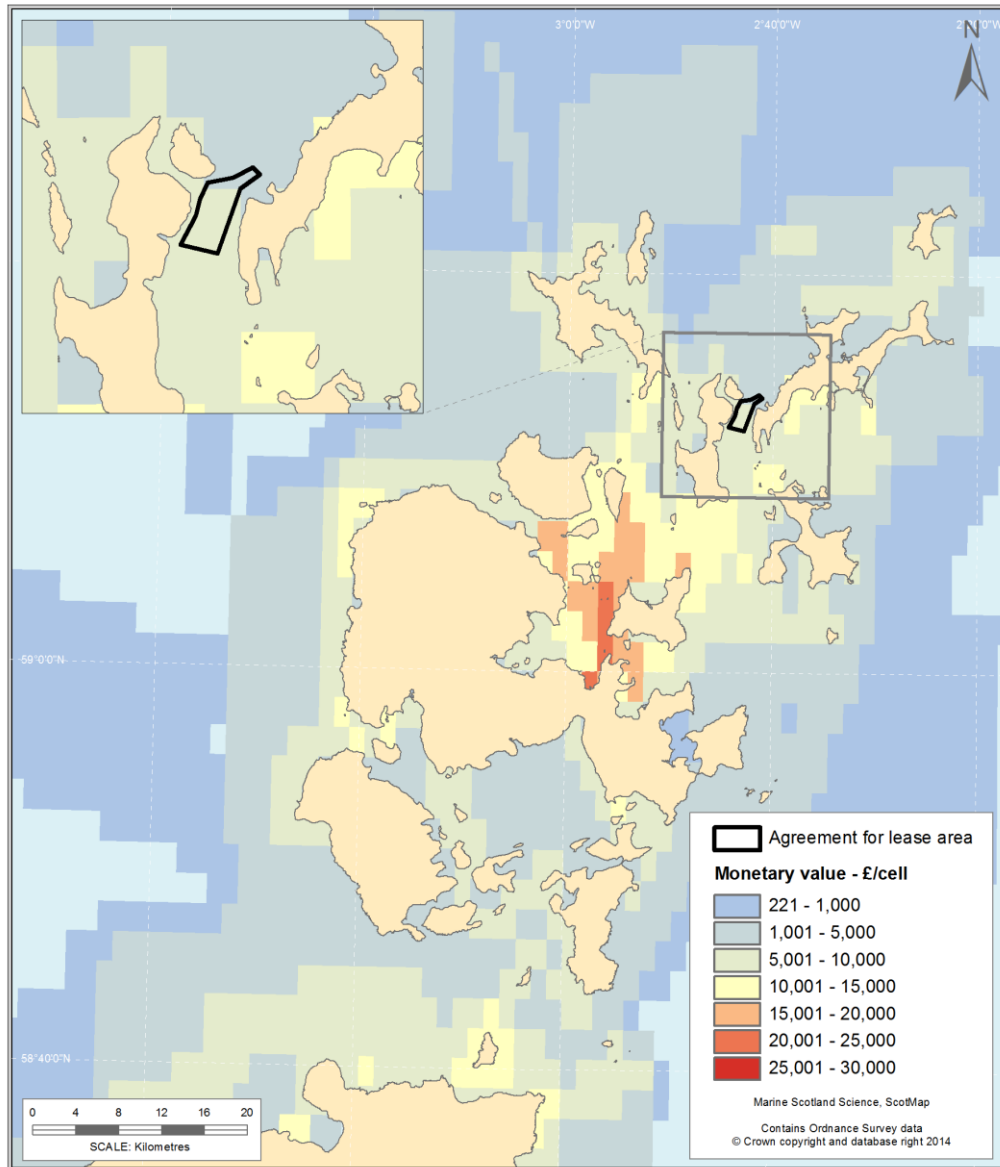 3°0'0"W
2°40'0"W
N
59°0'0"N
58°40'0"N
Agreement for lease area
Monetary value - £/cell
221 - 1,000
1,001 - 5,000
5,001 - 10,000
10,001 - 15,000
15,001 - 20,000
20,001 - 25,000
25,001 - 30,000
Marine Scotland Science, ScotMap
Contains Ordnance Survey data
© Crown copyright and database right 2014
0 4 8 12 16 20
SCALE: Kilometres